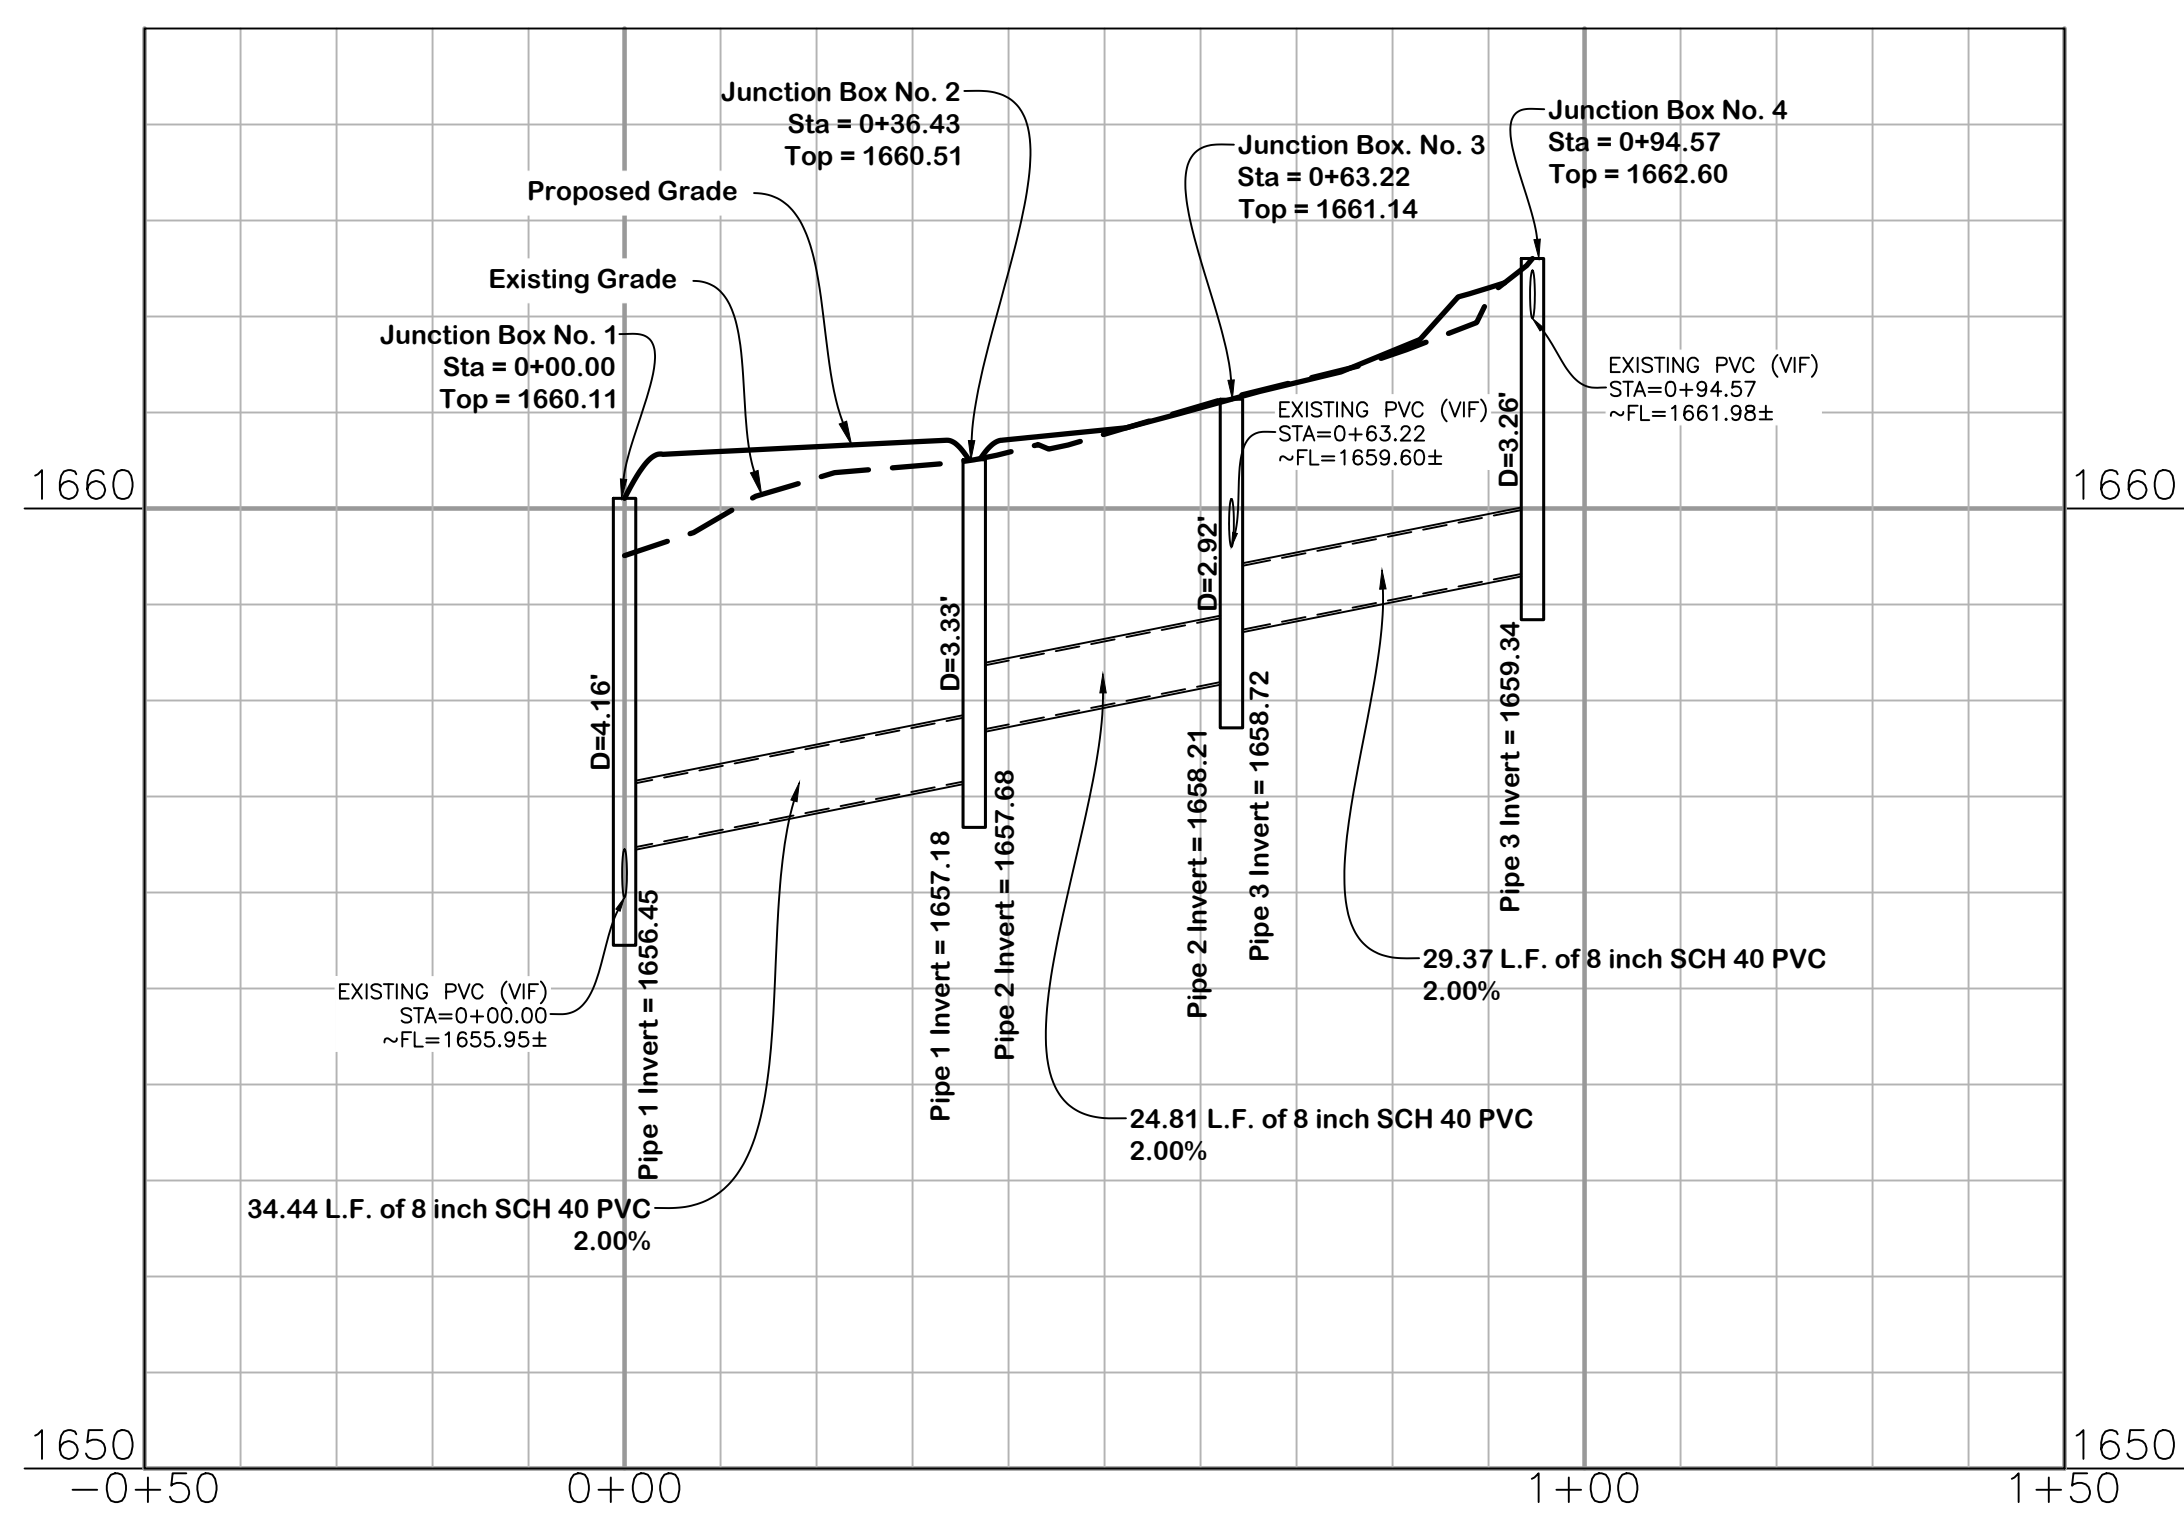 Junction Box No. 2
Sta = 0+36.43
Top = 1660.51
Junction Box No. 4
Sta = 0+94.57
Top = 1662.60
Junction Box. No. 3
Sta = 0+63.22
Top = 1661.14
Proposed Grade
Existing Grade
Junction Box No. 1
Sta = 0+00.00
Top = 1660.11
EXISTING PVC (VIF)
STA=0+94.57
~FL=1661.98±
EXISTING PVC (VIF)
STA=0+63.22
~FL=1659.60±
1660
1660
D=4.16'
D=3.33'
D=2.92'
D=3.26'
Pipe 1 Invert = 1656.45
Pipe 1 Invert = 1657.18
Pipe 2 Invert = 1657.68
Pipe 2 Invert = 1658.21
Pipe 3 Invert = 1658.72
Pipe 3 Invert = 1659.34
EXISTING PVC (VIF)
STA=0+00.00
~FL=1655.95±
29.37 L.F. of 8 inch SCH 40 PVC
2.00%
24.81 L.F. of 8 inch SCH 40 PVC
2.00%
34.44 L.F. of 8 inch SCH 40 PVC
2.00%
1650
1650
-0+50
0+00
1+00
1+50